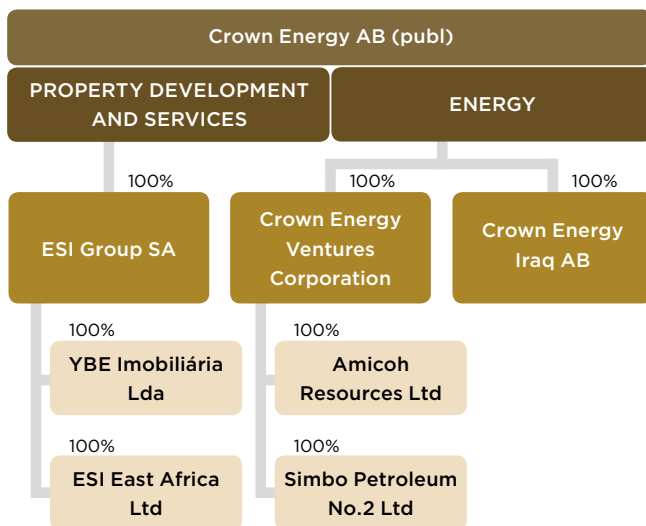 Crown Energy AB (publ)
PROPERTY DEVELOPMENT
AND SERVICES
ENERGY
100%
100%
100%
ESI Group SA
Crown Energy
Ventures
Corporation
Crown Energy
Iraq AB
100%
YBE Imobiliária
Lda
100%
Amicoh
Resources Ltd
100%
ESI East Africa
Ltd
100%
Simbo Petroleum
No.2 Ltd